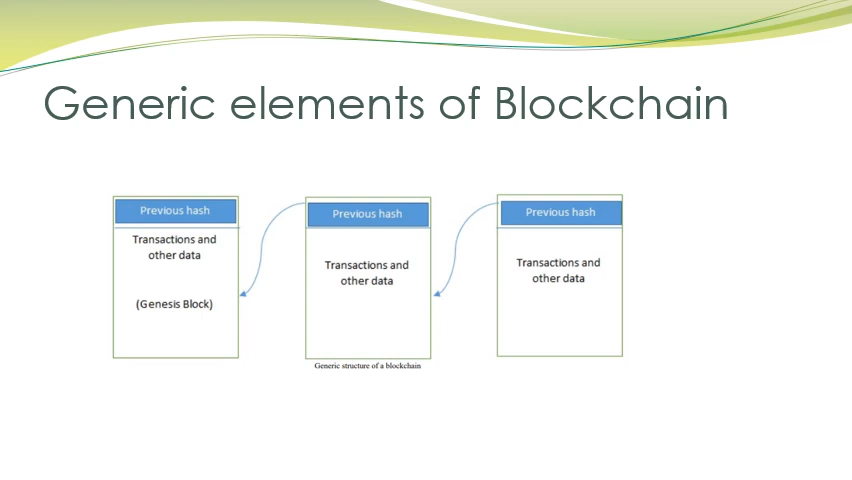 Generic elements of Blockchain
Previous hash
Transactions and
other data
(Genesis Block)
Previous hash
Transactions and
other data
Previous hash
Transactions and
other data
Generic structure of a blockchain